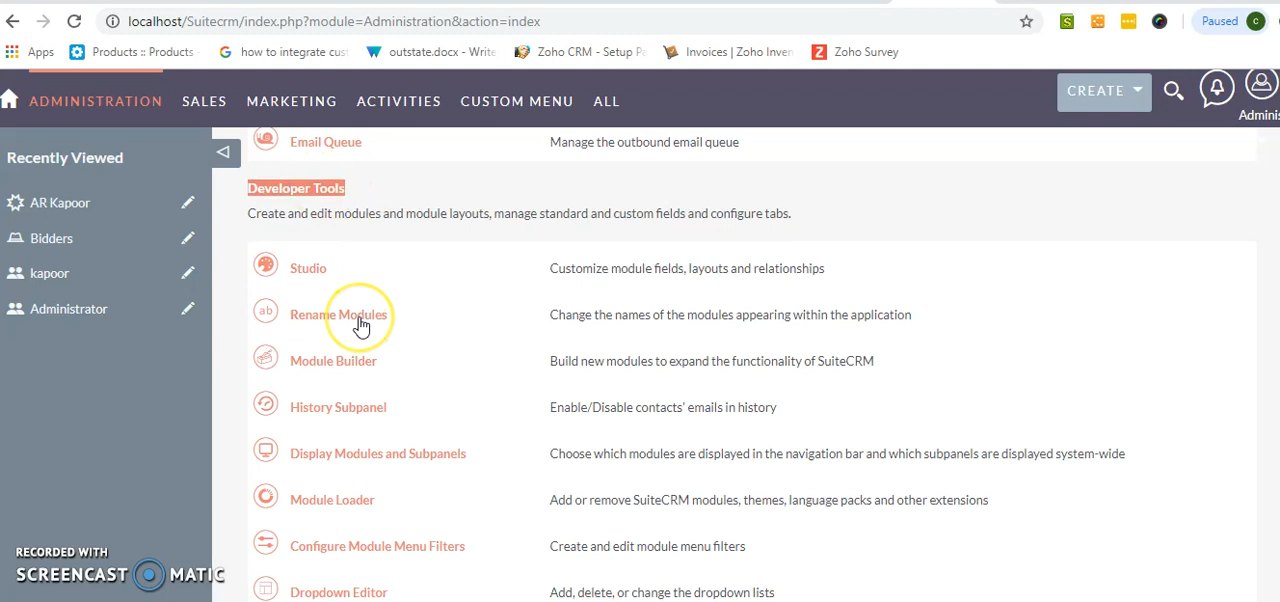 localhost/Suitecrm/index.php?module=Administration&action=index
Paused c
Apps Products :: Products how to integrate cust outstate.docx - Write Zoho CRM - Setup Pa Invoices | Zoho Inven Zoho Survey
ADMINISTRATION SALES MARKETING ACTIVITIES CUSTOM MENU ALL CREATE
Adminis
Recently Viewed
AR Kapoor
Bidders
kapoor
Administrator
Email Queue Manage the outbound email queue
Developer Tools
Create and edit modules and module layouts, manage standard and custom fields and configure tabs.
Studio Customize module fields, layouts and relationships
ab Rename Modules Change the names of the modules appearing within the application
Module Builder Build new modules to expand the functionality of SuiteCRM
History Subpanel Enable/Disable contacts' emails in history
Display Modules and Subpanels Choose which modules are displayed in the navigation bar and which subpanels are displayed system-wide
Module Loader Add or remove SuiteCRM modules, themes, language packs and other extensions
Configure Module Menu Filters Create and edit module menu filters
Dropdown Editor Add, delete, or change the dropdown lists
RECORDED WITH
SCREENCAST MATIC